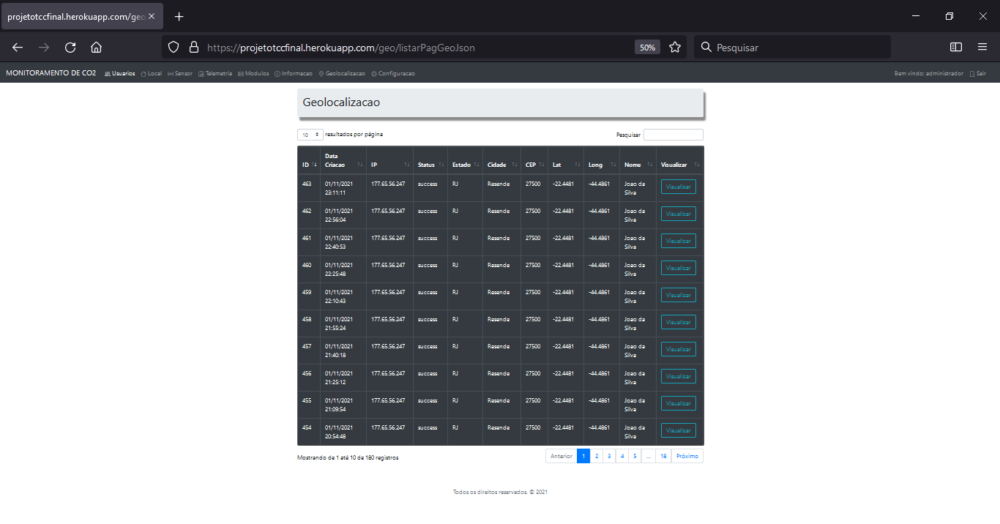 projetotccfinal.herokuapp.com/geo
https://projetotccfinal.herokuapp.com/geo/listarPagGeoJson
50%
Pesquisar
MONITORAMENTO DE CO2 Usuarios Local Sensor Telemetria Modulos Informacao Geolocalizacao Configuracao Bem vindo: administrador Sair
Geolocalizacao
10 resultados por página Pesquisar
ID Data Criacao IP Status Estado Cidade CEP Lat Long Nome Visualizar
463 01/11/2021 23:11:11 177.65.56.247 success RJ Resende 27500 -22.4481 -44.4861 Joao da Silva Visualizar
462 01/11/2021 22:56:04 177.65.56.247 success RJ Resende 27500 -22.4481 -44.4861 Joao da Silva Visualizar
461 01/11/2021 22:40:53 177.65.56.247 success RJ Resende 27500 -22.4481 -44.4861 Joao da Silva Visualizar
460 01/11/2021 22:25:48 177.65.56.247 success RJ Resende 27500 -22.4481 -44.4861 Joao da Silva Visualizar
459 01/11/2021 22:10:43 177.65.56.247 success RJ Resende 27500 -22.4481 -44.4861 Joao da Silva Visualizar
458 01/11/2021 21:55:24 177.65.56.247 success RJ Resende 27500 -22.4481 -44.4861 Joao da Silva Visualizar
457 01/11/2021 21:40:18 177.65.56.247 success RJ Resende 27500 -22.4481 -44.4861 Joao da Silva Visualizar
456 01/11/2021 21:25:12 177.65.56.247 success RJ Resende 27500 -22.4481 -44.4861 Joao da Silva Visualizar
455 01/11/2021 21:09:54 177.65.56.247 success RJ Resende 27500 -22.4481 -44.4861 Joao da Silva Visualizar
454 01/11/2021 20:54:48 177.65.56.247 success RJ Resende 27500 -22.4481 -44.4861 Joao da Silva Visualizar
Mostrando de 1 até 10 de 180 registros Anterior 1 2 3 4 5 ... 18 Próximo
Todos os direitos reservados. © 2021